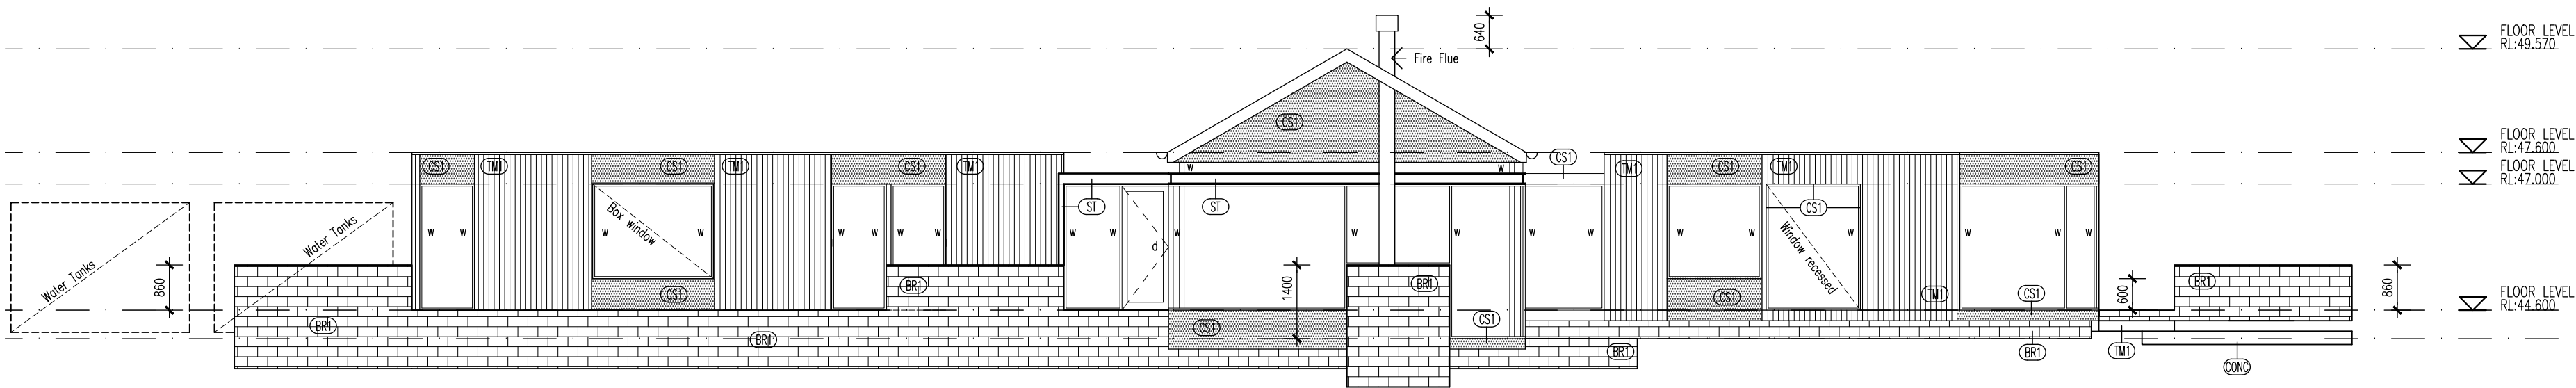 640
FLOOR LEVEL
RL:49.570
Fire Flue
CS1
FLOOR LEVEL
RL:47.600
CS1
CS1 TM1 CS1 TM1 CS1 TM1
W W
TM1 CS1 TM1 CS1
FLOOR LEVEL
RL:47.000
ST ST
CS1
Water Tanks
Water Tanks
Box window
Window recessed
W W W W W W W W W W W d W W W W W W W W W W W W
860
1400
600
860
CS1
BR1
BR1
CS1
TM1
CS1
BR1
FLOOR LEVEL
RL:44.600
BR1
BR1
CS1
CS1
BR1
BR1
TM1
CONC